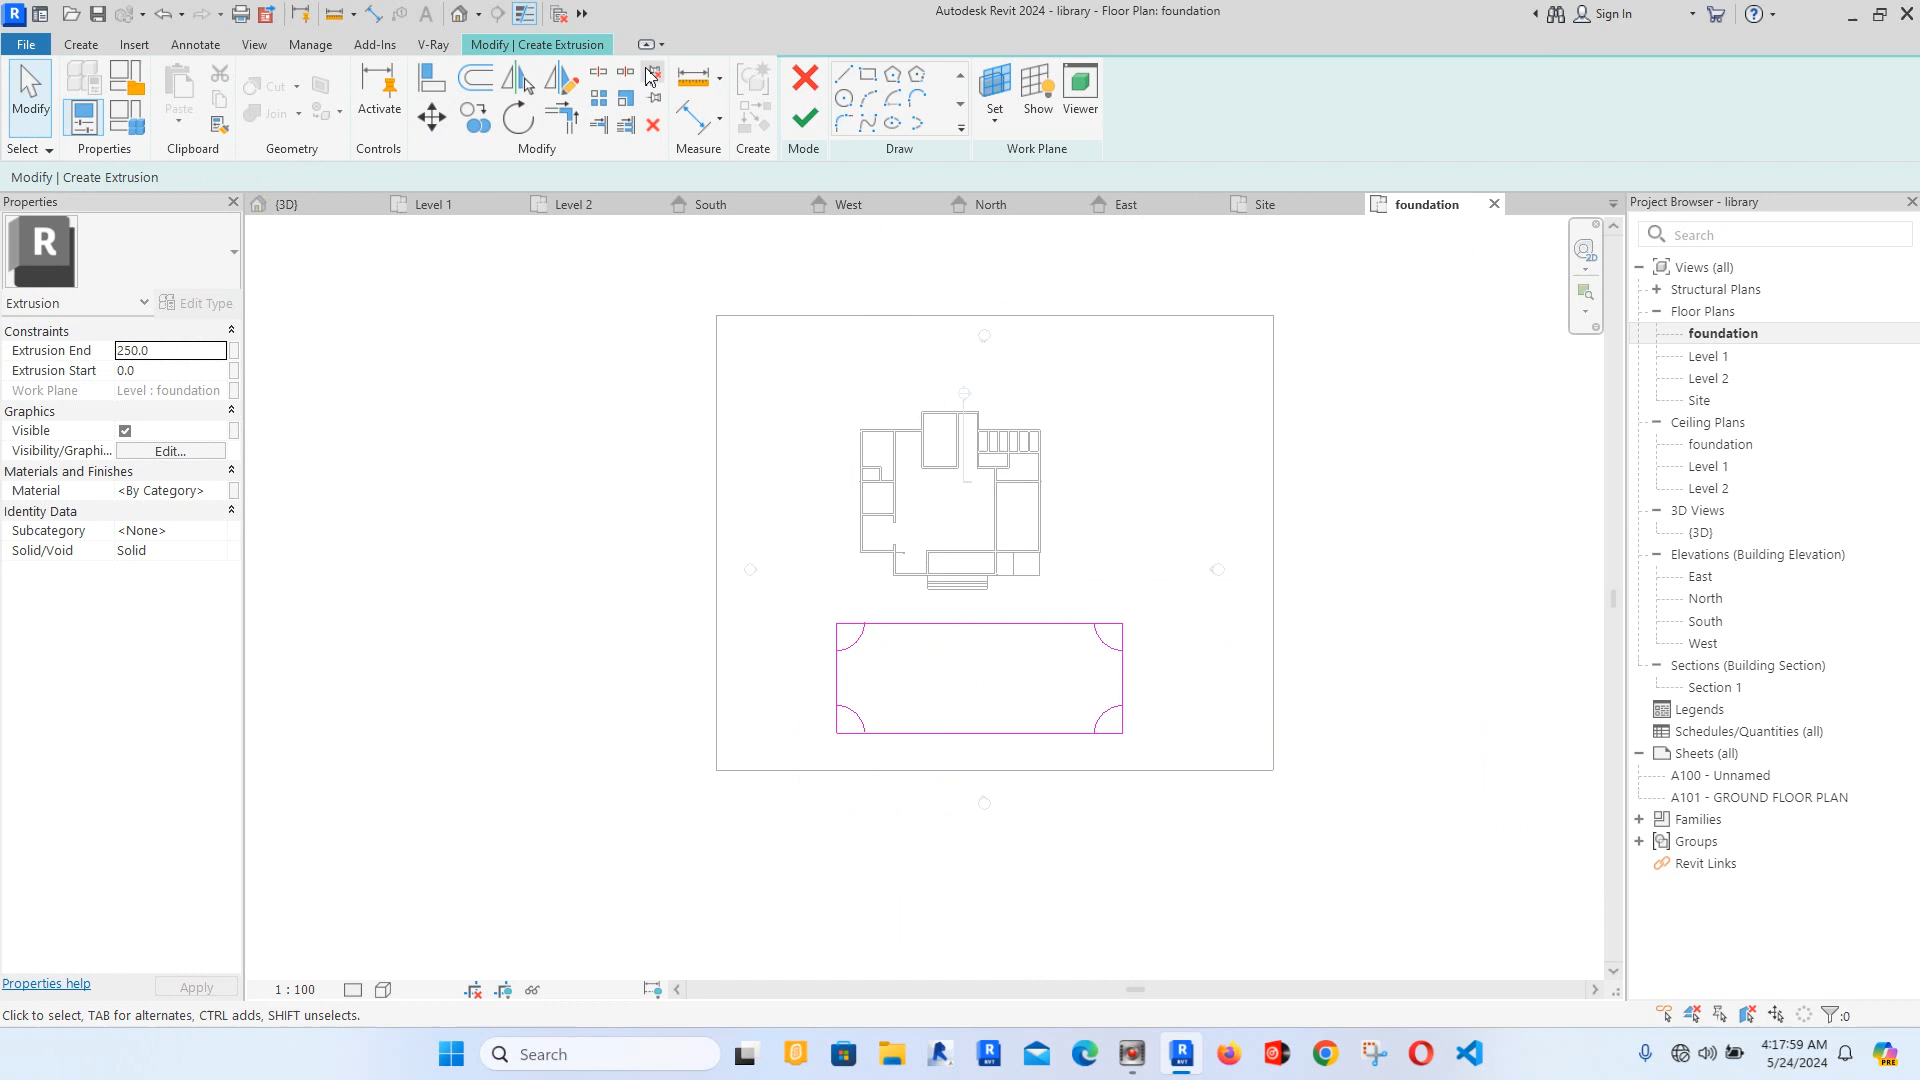 Autodesk Revit 2024 - library - Floor Plan: foundation
Sign In
File Create Insert Annotate View Manage Add-Ins V-Ray Modify | Create Extrusion
Modify
Paste
Cut
Join
Activate
Set
Show
Viewer
Select Properties Clipboard Geometry Controls Modify Measure Create Mode Draw Work Plane
Modify | Create Extrusion
Properties
R
Extrusion
Edit Type
Constraints
Extrusion End 250.0
Extrusion Start 0.0
Work Plane Level : foundation
Graphics
Visible
Visibility/Graphi... Edit...
Materials and Finishes
Material <By Category>
Identity Data
Subcategory <None>
Solid/Void Solid
Properties help
Apply
{3D} Level 1 Level 2 South West North East Site foundation
2D
1 : 100
Project Browser - library
Search
Views (all)
Structural Plans
Floor Plans
foundation
Level 1
Level 2
Site
Ceiling Plans
foundation
Level 1
Level 2
3D Views
{3D}
Elevations (Building Elevation)
East
North
South
West
Sections (Building Section)
Section 1
Legends
Schedules/Quantities (all)
Sheets (all)
A100 - Unnamed
A101 - GROUND FLOOR PLAN
Families
Groups
Revit Links
Click to select, TAB for alternates, CTRL adds, SHIFT unselects.
:0
Search
4:17:59 AM
5/24/2024